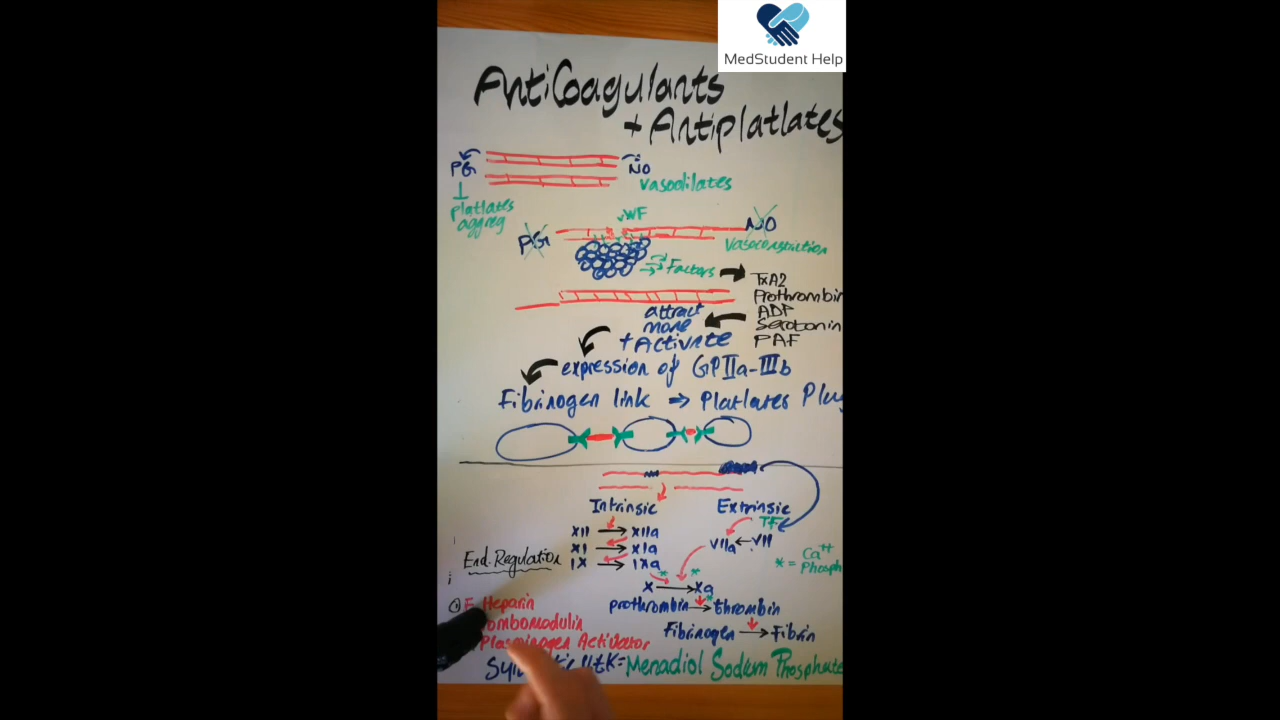 MedStudent Help
AntiCoagulants
+ Antiplatlates
PG
NO
Vasodilates
Platlates
aggreg
vWF
PG
NO
Vasoconstriction
Factors
TxA2
Prothrombin
ADP
Serotonin
PAF
attract
more
+ Activate
expression of GPIIa-IIIb
Fibrinogen link ⇒ Platlates Plug
Intrinsic
Extrinsic
TF
XII → XIIa
VIIa ← VII
XI → XIa
End. Regulation
IX → IXa
* = Ca++
Phosph
X → Xa
prothrombin → thrombin
Heparin
Fibrinogen → Fibrin
Plasminogen Activator
VitK = Menadiol Sodium Phosphate